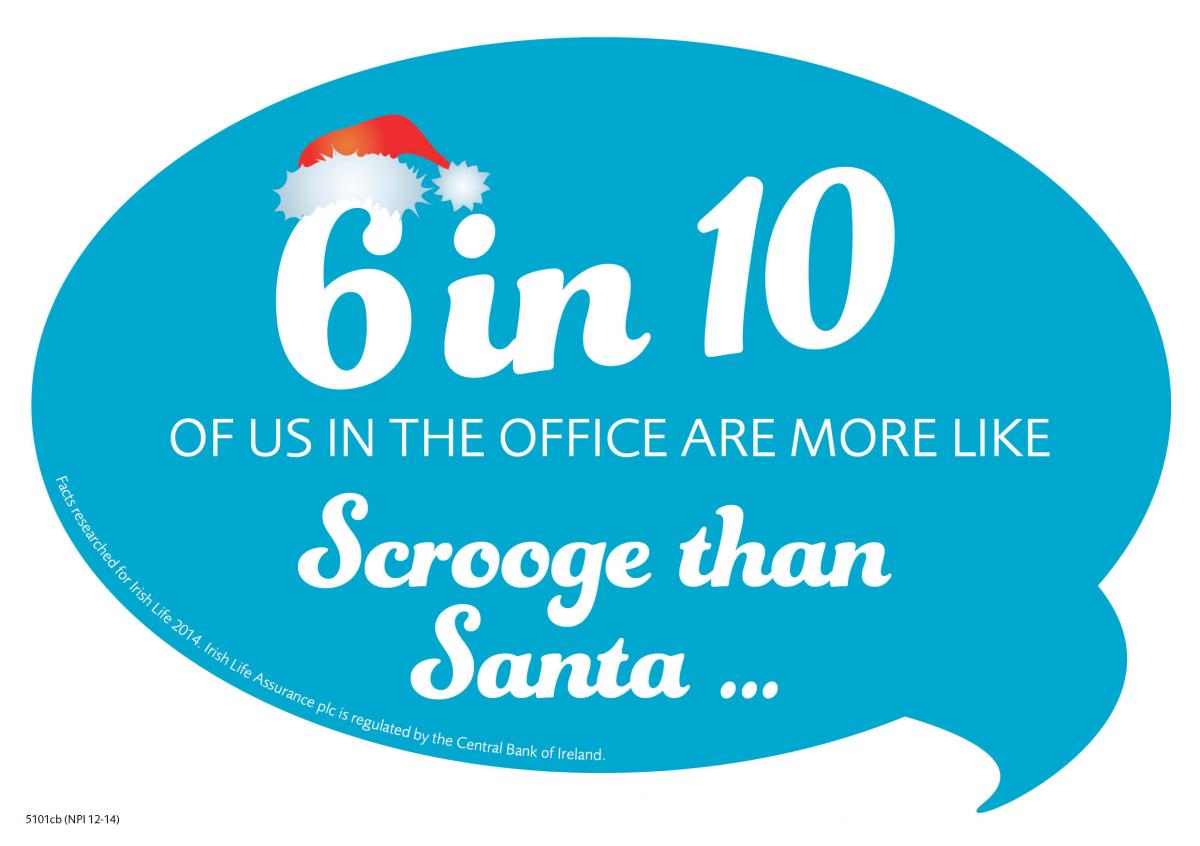 6 in 10
OF US IN THE OFFICE ARE MORE LIKE
Scrooge than
Santa ...
Facts researched for Irish Life 2014. Irish Life Assurance plc is regulated by the Central Bank of Ireland.
5101cb (NPI 12-14)